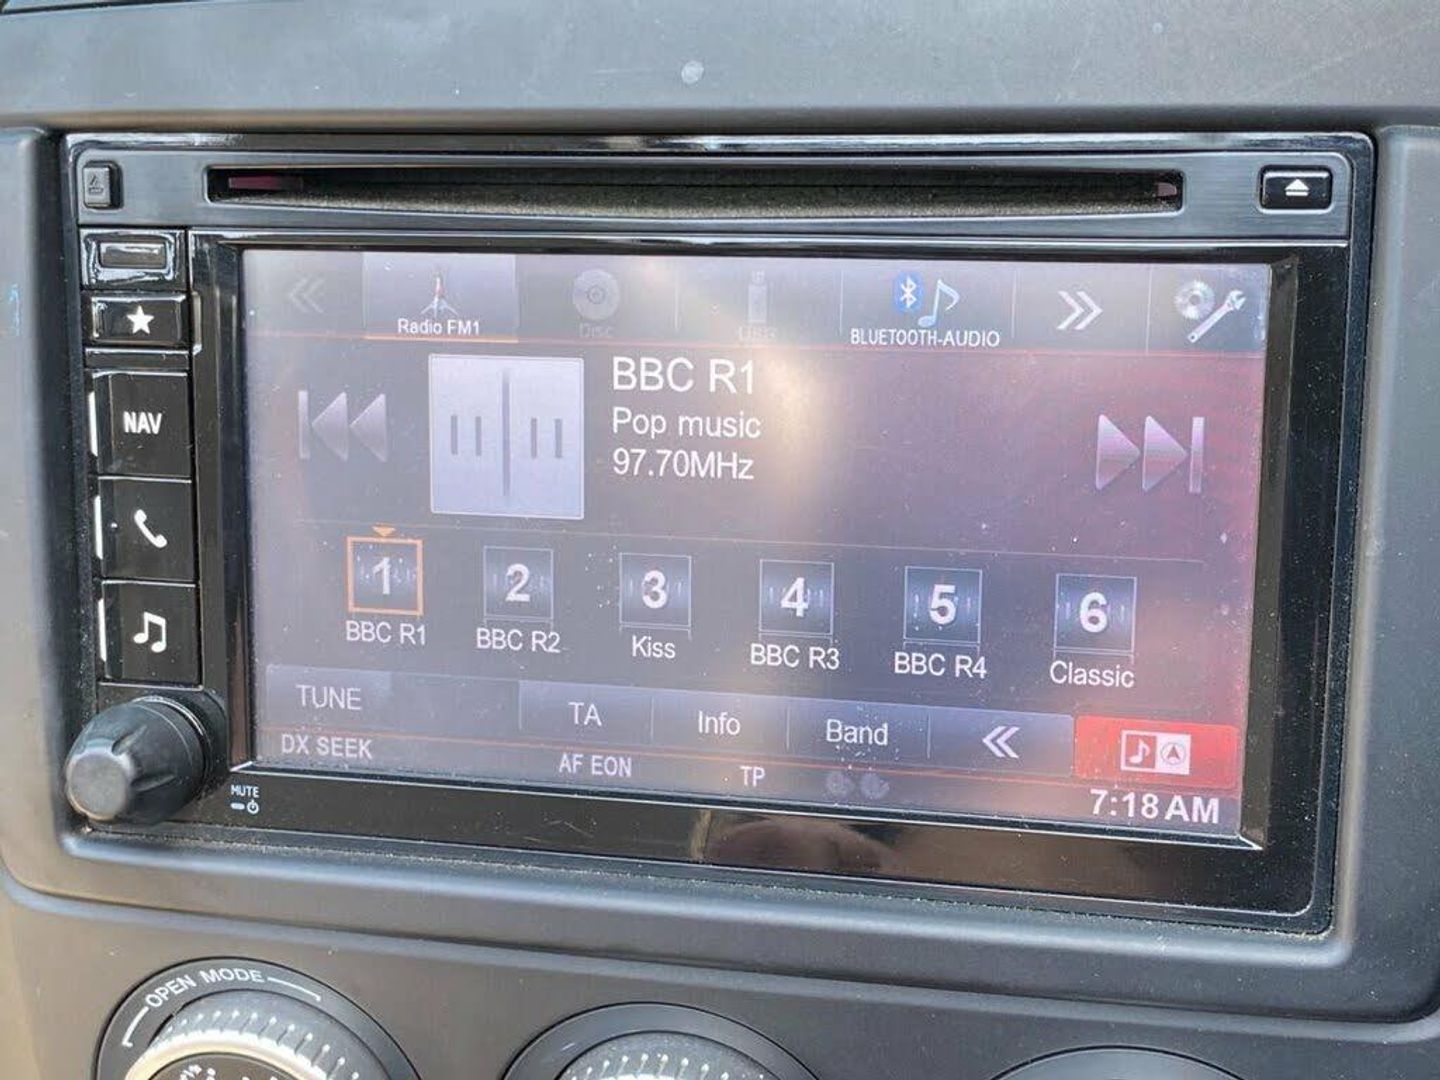 Radio FM1
Disc
USB
BLUETOOTH-AUDIO
BBC R1
Pop music
97.70MHz
NAV
1
2
3
4
5
6
BBC R1
BBC R2
Kiss
BBC R3
BBC R4
Classic
TUNE
TA
Info
Band
DX SEEK
AF EON
TP
7:18 AM
MUTE
OPEN MODE